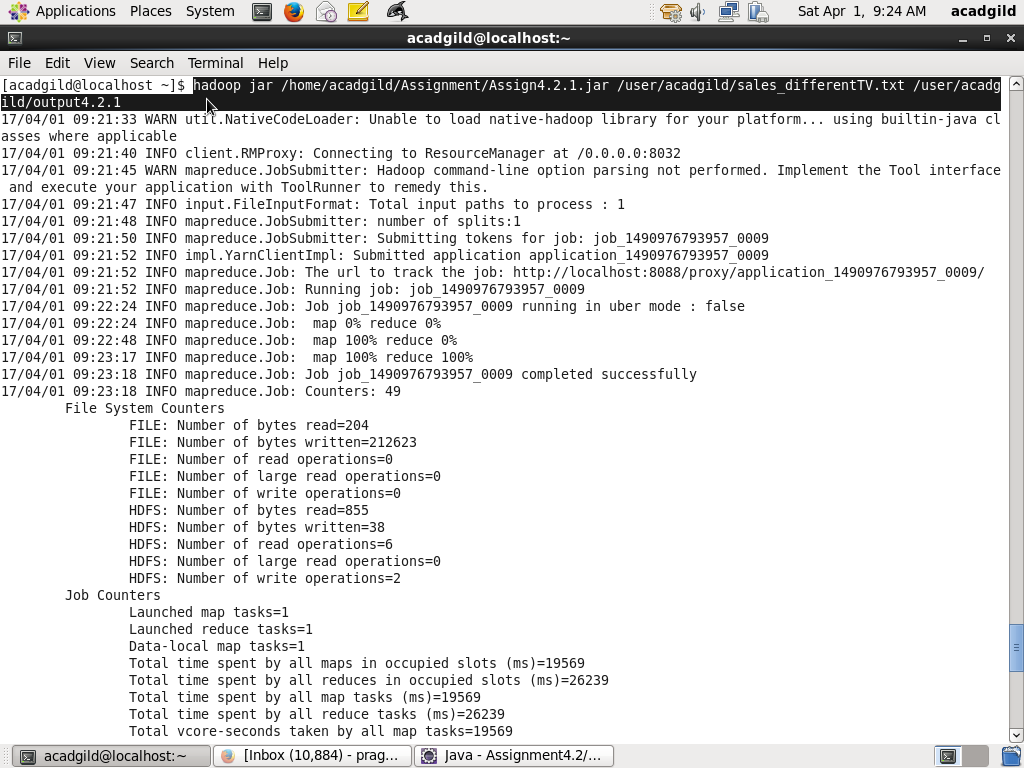 Applications Places System Sat Apr 1, 9:24 AM acadgild
acadgild@localhost:~
File Edit View Search Terminal Help
[acadgild@localhost ~]$ hadoop jar /home/acadgild/Assignment/Assign4.2.1.jar /user/acadgild/sales_differentTV.txt /user/acadg
ild/output4.2.1
17/04/01 09:21:33 WARN util.NativeCodeLoader: Unable to load native-hadoop library for your platform... using builtin-java cl
asses where applicable
17/04/01 09:21:40 INFO client.RMProxy: Connecting to ResourceManager at /0.0.0.0:8032
17/04/01 09:21:45 WARN mapreduce.JobSubmitter: Hadoop command-line option parsing not performed. Implement the Tool interface
 and execute your application with ToolRunner to remedy this.
17/04/01 09:21:47 INFO input.FileInputFormat: Total input paths to process : 1
17/04/01 09:21:48 INFO mapreduce.JobSubmitter: number of splits:1
17/04/01 09:21:50 INFO mapreduce.JobSubmitter: Submitting tokens for job: job_1490976793957_0009
17/04/01 09:21:52 INFO impl.YarnClientImpl: Submitted application application_1490976793957_0009
17/04/01 09:21:52 INFO mapreduce.Job: The url to track the job: http://localhost:8088/proxy/application_1490976793957_0009/
17/04/01 09:21:52 INFO mapreduce.Job: Running job: job_1490976793957_0009
17/04/01 09:22:24 INFO mapreduce.Job: Job job_1490976793957_0009 running in uber mode : false
17/04/01 09:22:24 INFO mapreduce.Job:  map 0% reduce 0%
17/04/01 09:22:48 INFO mapreduce.Job:  map 100% reduce 0%
17/04/01 09:23:17 INFO mapreduce.Job:  map 100% reduce 100%
17/04/01 09:23:18 INFO mapreduce.Job: Job job_1490976793957_0009 completed successfully
17/04/01 09:23:18 INFO mapreduce.Job: Counters: 49
File System Counters
FILE: Number of bytes read=204
FILE: Number of bytes written=212623
FILE: Number of read operations=0
FILE: Number of large read operations=0
FILE: Number of write operations=0
HDFS: Number of bytes read=855
HDFS: Number of bytes written=38
HDFS: Number of read operations=6
HDFS: Number of large read operations=0
HDFS: Number of write operations=2
Job Counters
Launched map tasks=1
Launched reduce tasks=1
Data-local map tasks=1
Total time spent by all maps in occupied slots (ms)=19569
Total time spent by all reduces in occupied slots (ms)=26239
Total time spent by all map tasks (ms)=19569
Total time spent by all reduce tasks (ms)=26239
Total vcore-seconds taken by all map tasks=19569
acadgild@localhost:~ [Inbox (10,884) - prag... Java - Assignment4.2/...